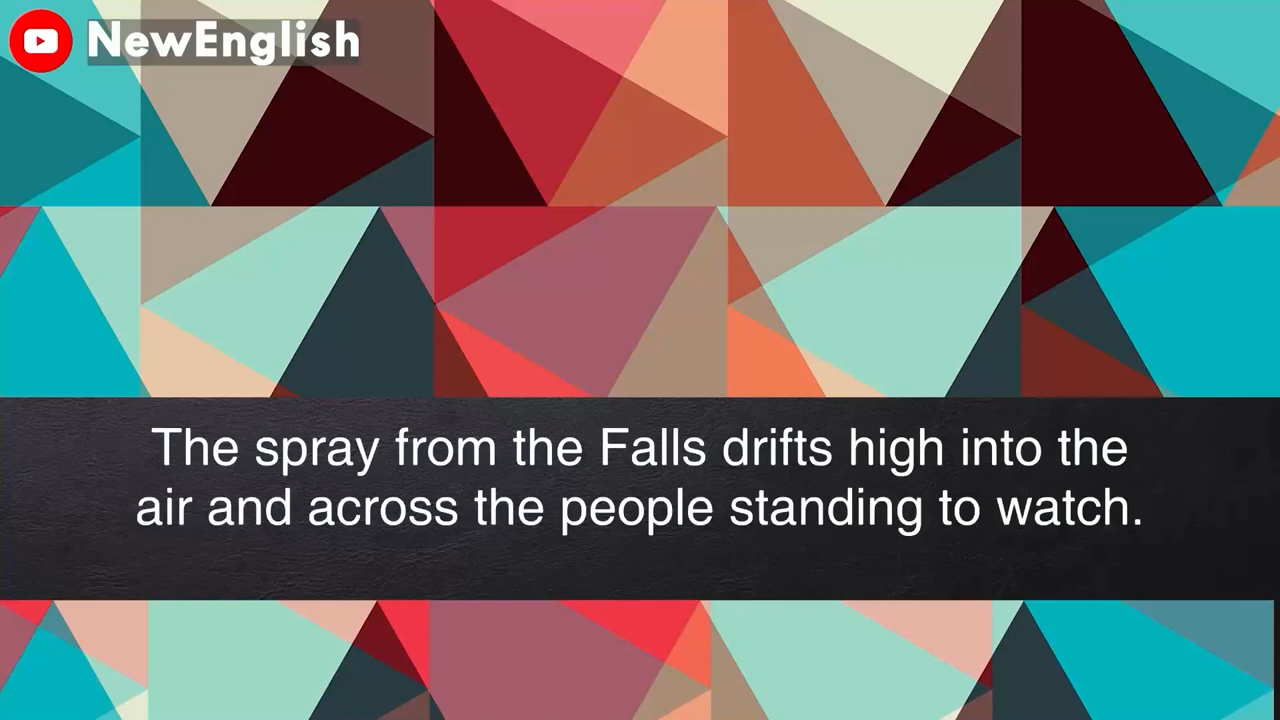 NewEnglish
The spray from the Falls drifts high into the
air and across the people standing to watch.